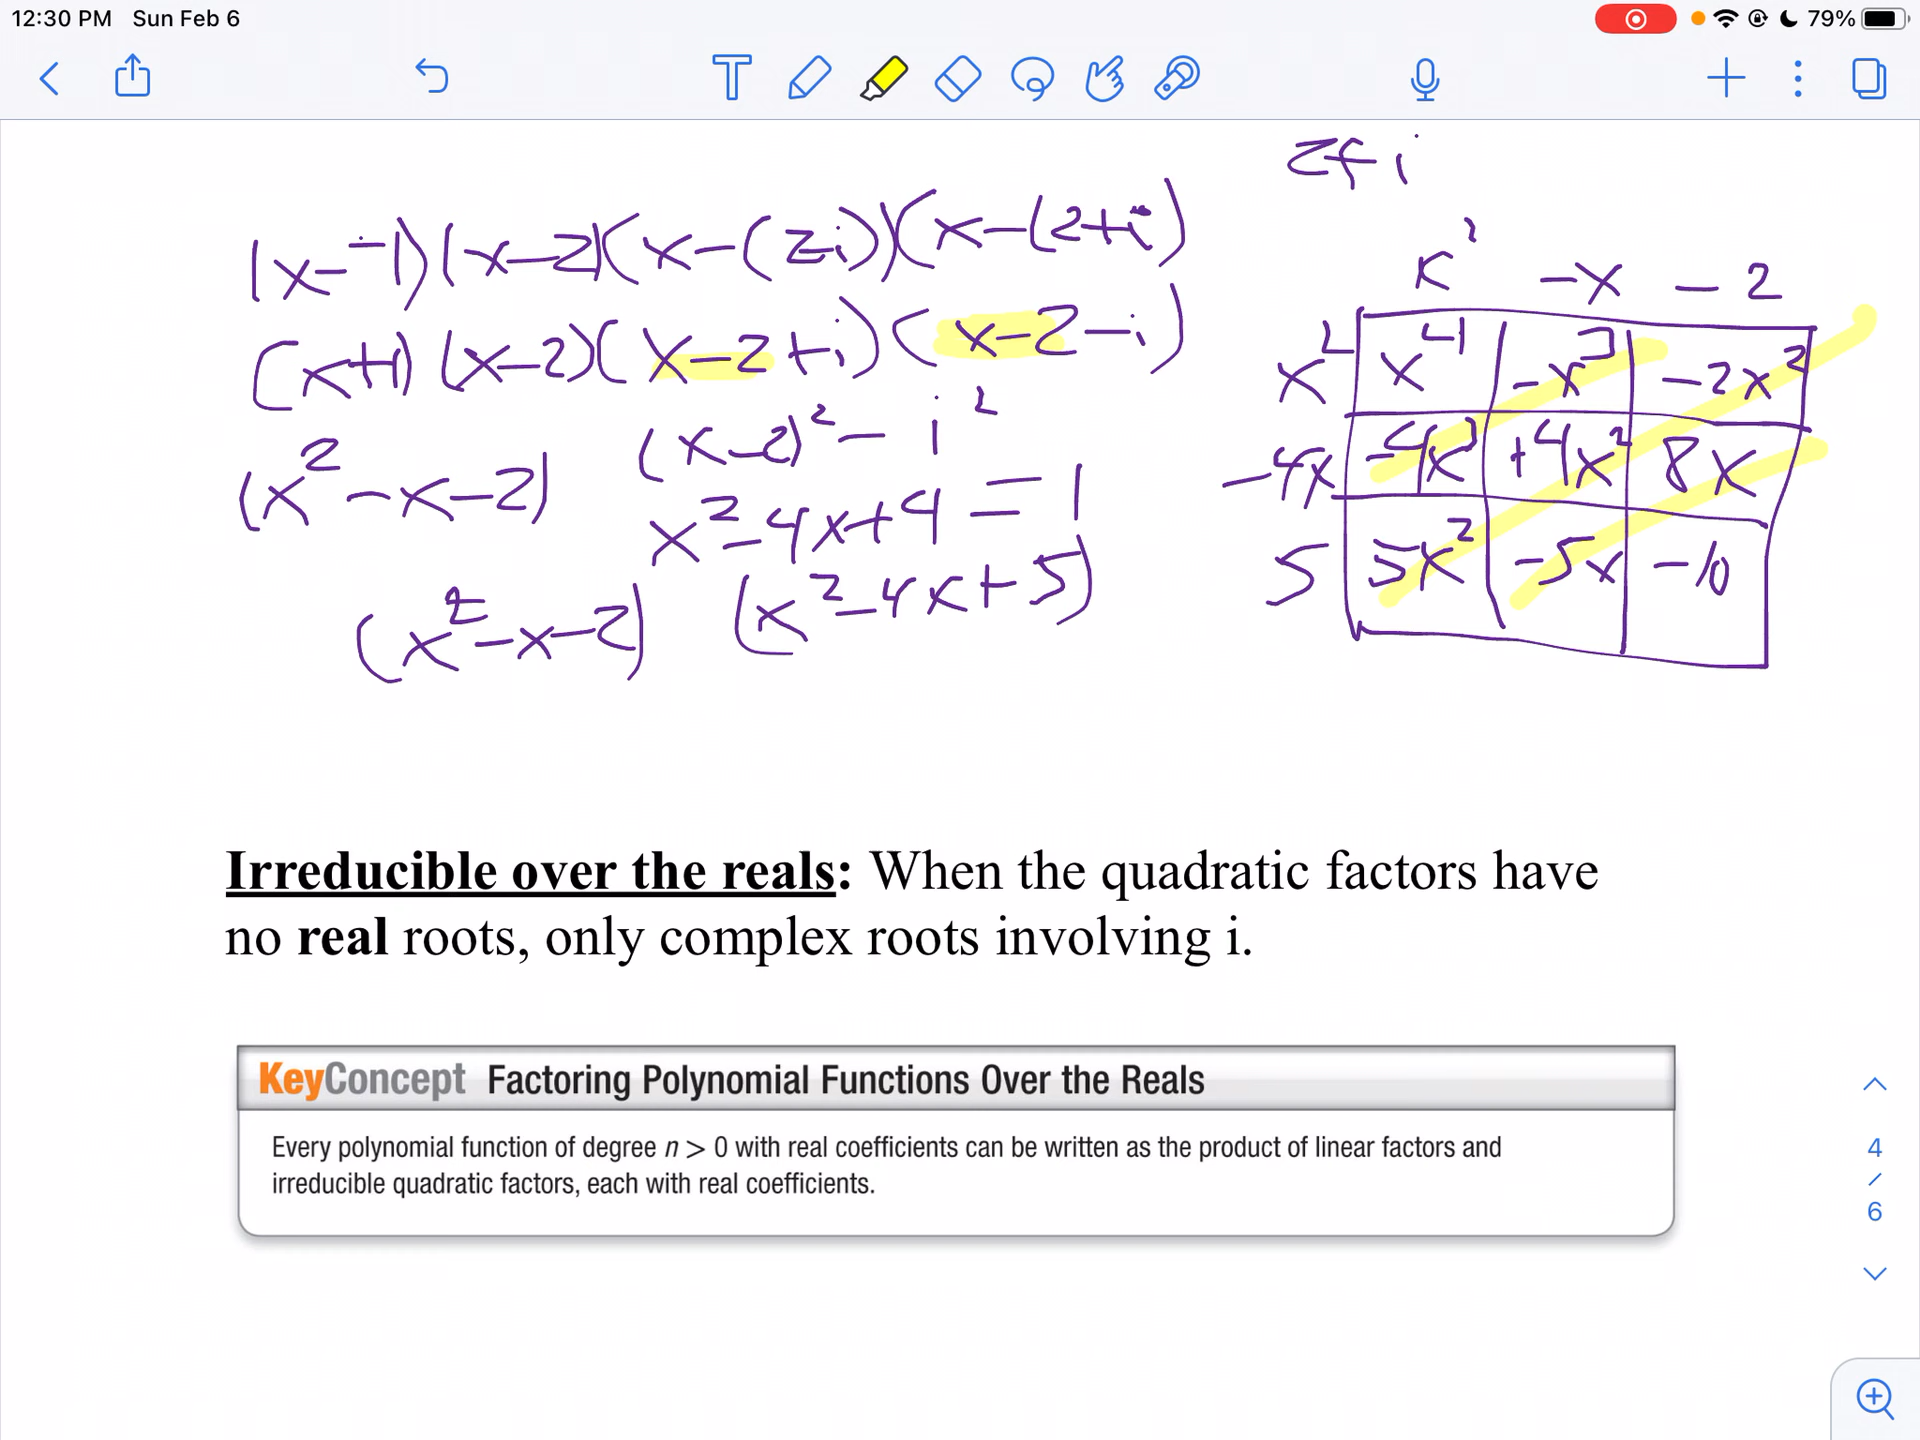 12:30 PM Sun Feb 6 79%
2+i
(x--1)(x-2)(x-(2-i))(x-(2+i)
(x+1)(x-2)(x-2+i)(x-2-i)
(x-2)² - i²
(x²-x-2) x²-4x+4 = 1
(x²-x-2) (x²-4x+5)
x² -x -2
x² x⁴ -x³ -2x²
-4x -4x³ +4x² 8x
5 5x² -5x -10
Irreducible over the reals: When the quadratic factors have
no real roots, only complex roots involving i.
KeyConcept Factoring Polynomial Functions Over the Reals
Every polynomial function of degree n > 0 with real coefficients can be written as the product of linear factors and
irreducible quadratic factors, each with real coefficients.
4
/
6